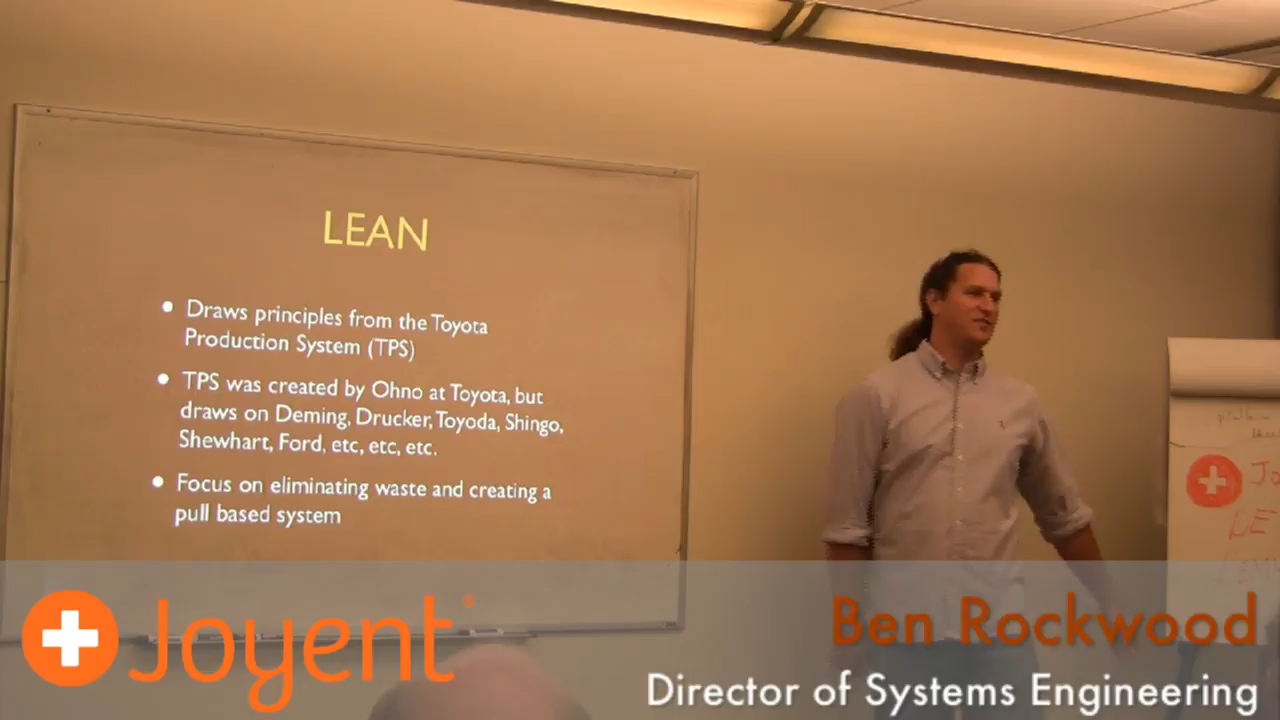 LEAN
• Draws principles from the Toyota
Production System (TPS)
• TPS was created by Ohno at Toyota, but
draws on Deming, Drucker, Toyoda, Shingo,
Shewhart, Ford, etc, etc, etc.
• Focus on eliminating waste and creating a
pull based system
Jo
Joyent®
Ben Rockwood
Director of Systems Engineering